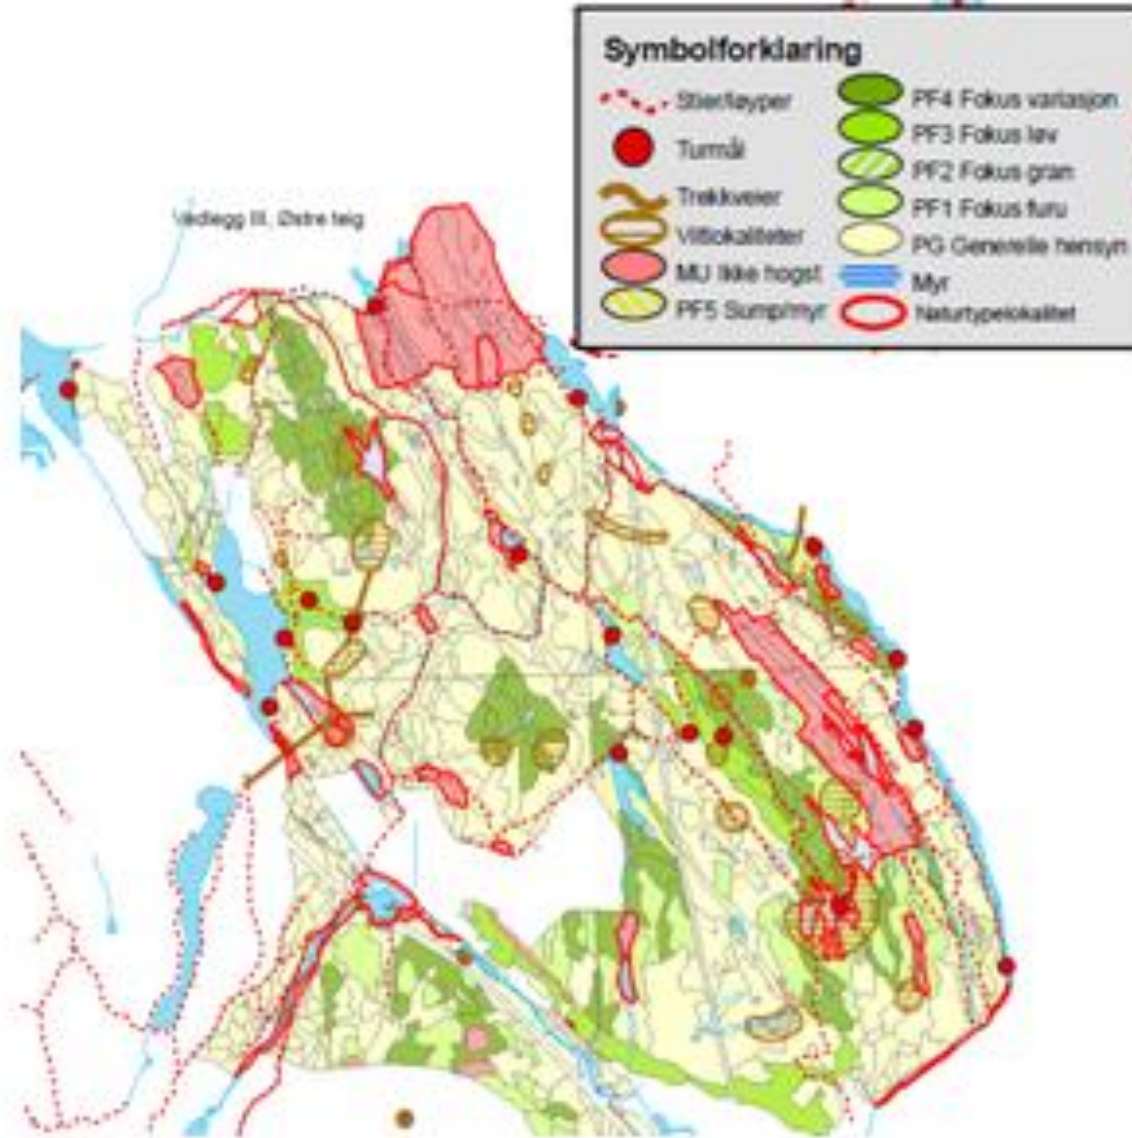 Symbolforklaring
Stier/løyper
Turmål
Trekkveier
Viltlokaliteter
MU Ikke hogst
PF5 Sump/myr
PF4 Fokus variasjon
PF3 Fokus løv
PF2 Fokus gran
PF1 Fokus furu
PG Generelle hensyn
Myr
Naturtypelokalitet
Vedlegg III, Østre teig